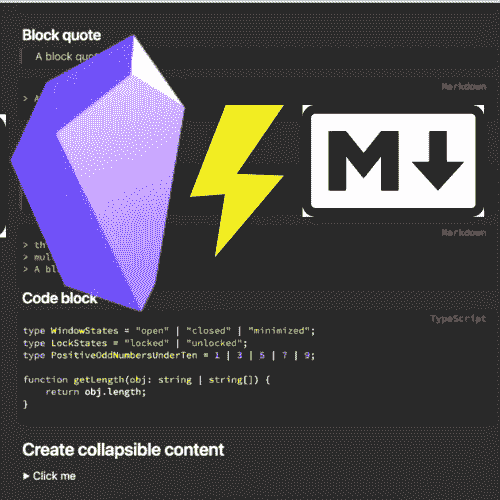 Block quote
A block quo
Markdown
> A
M
Markdown
> th
> mul
> A bl
Code block
TypeScript
type WindowStates = "open" | "closed" | "minimized";
type LockStates = "locked" | "unlocked";
type PositiveOddNumbersUnderTen = 1 | 3 | 5 | 7 | 9;
function getLength(obj: string | string[]) {
return obj.length;
}
Create collapsible content
Click me